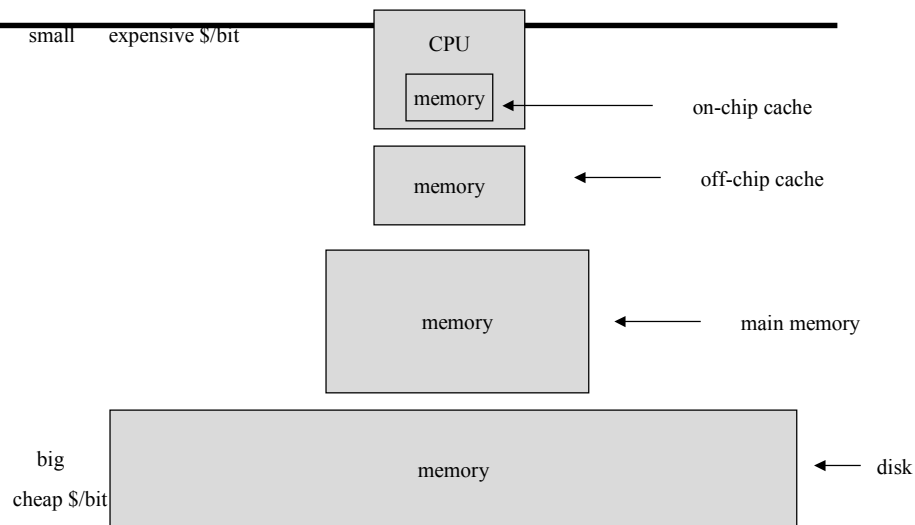 small expensive $/bit
CPU
memory
on-chip cache
memory
off-chip cache
memory
main memory
big
cheap $/bit
memory
disk